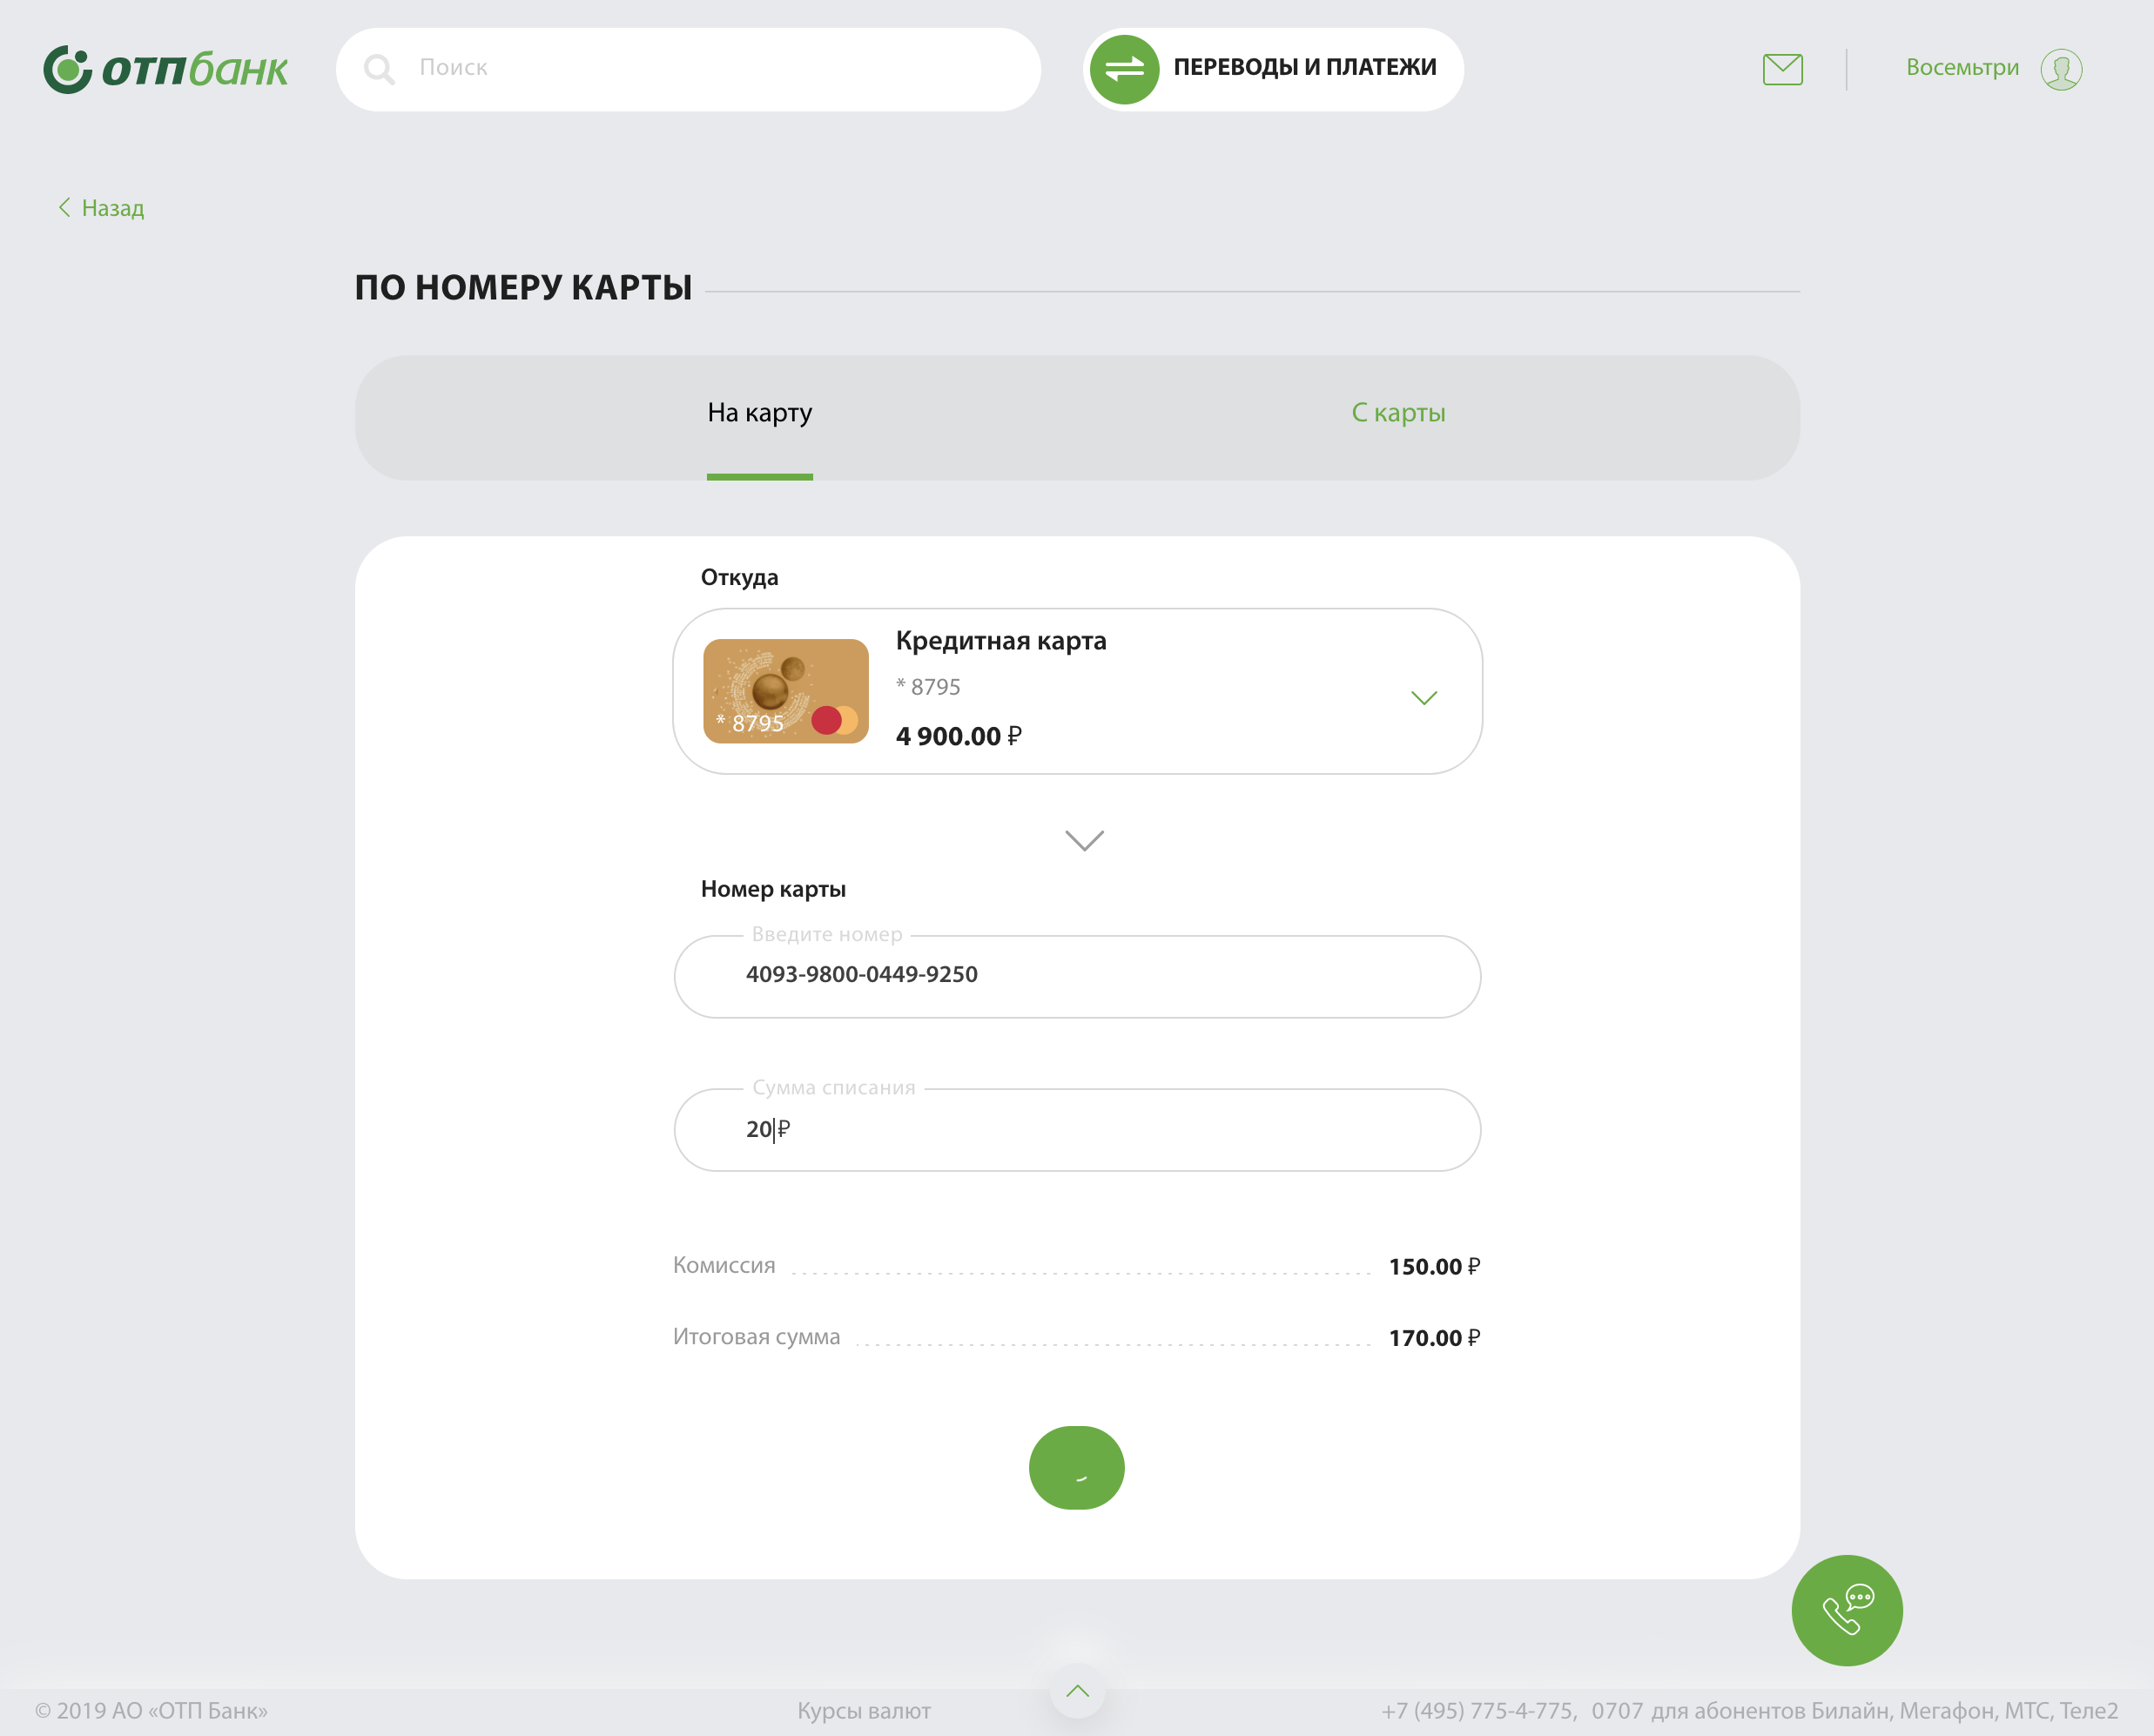 отпбанк
Поиск
ПЕРЕВОДЫ И ПЛАТЕЖИ
Восемьтри
Назад
ПО НОМЕРУ КАРТЫ
На карту
С карты
Откуда
Кредитная карта
* 8795
* 8795
4 900.00 ₽
Номер карты
Введите номер
4093-9800-0449-9250
Сумма списания
20 ₽
Комиссия 150.00 ₽
Итоговая сумма 170.00 ₽
© 2019 АО «ОТП Банк»
Курсы валют
+7 (495) 775-4-775, 0707 для абонентов Билайн, Мегафон, МТС, Теле2